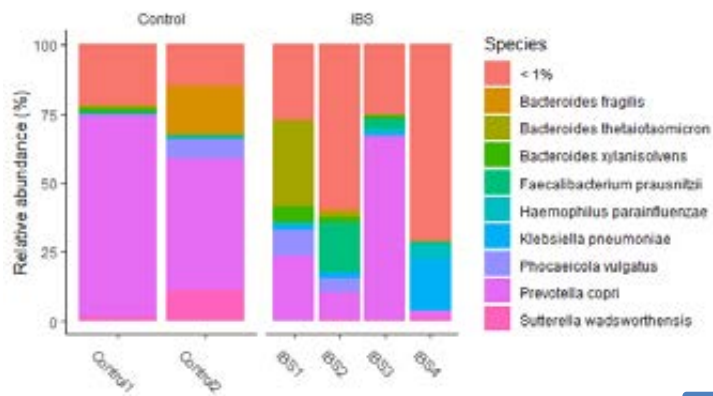 Control
IBS
Relative abundance (%)
100
75
50
25
0
Control1
Control2
IBS1
IBS2
IBS3
IBS4
Species
< 1%
Bacteroides fragilis
Bacteroides thetaiotaomicron
Bacteroides xylanisolvens
Faecalibacterium prausnitzii
Haemophilus parainfluenzae
Klebsiella pneumoniae
Phocaeicola vulgatus
Prevotella copri
Sutterella wadsworthensis